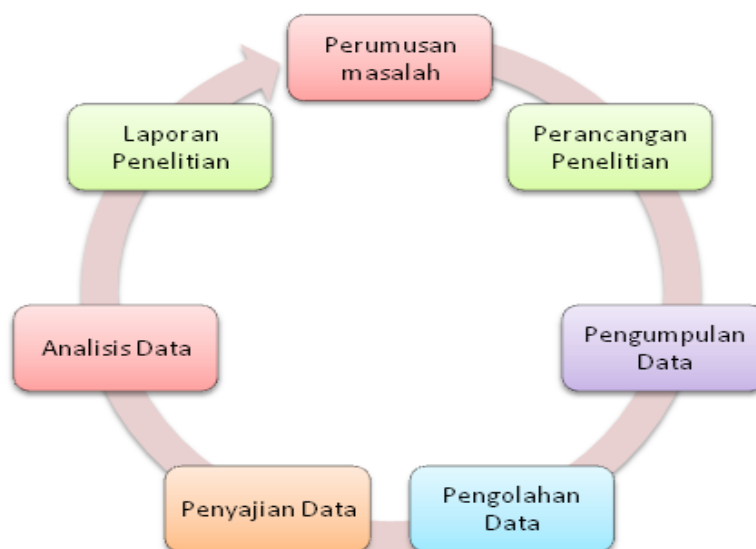 Perumusan
masalah
Perancangan
Penelitian
Pengumpulan
Data
Pengolahan
Data
Penyajian Data
Analisis Data
Laporan
Penelitian